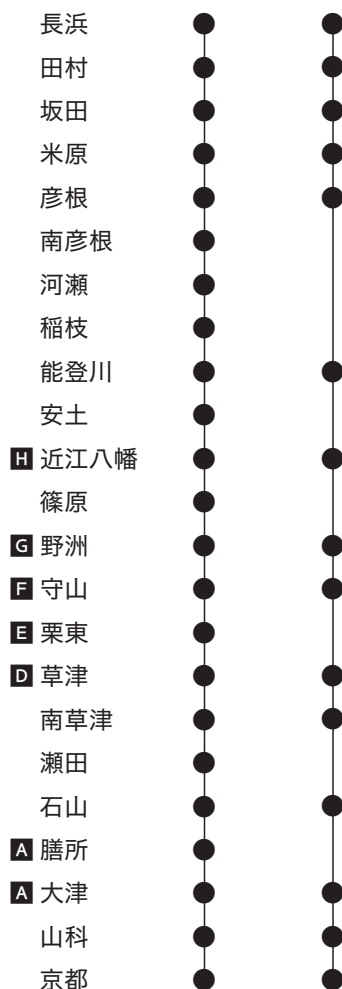 長浜
田村
坂田
米原
彦根
南彦根
河瀬
稲枝
能登川
安土
H 近江八幡
篠原
G 野洲
F 守山
E 栗東
D 草津
南草津
瀬田
石山
A 膳所
A 大津
山科
京都